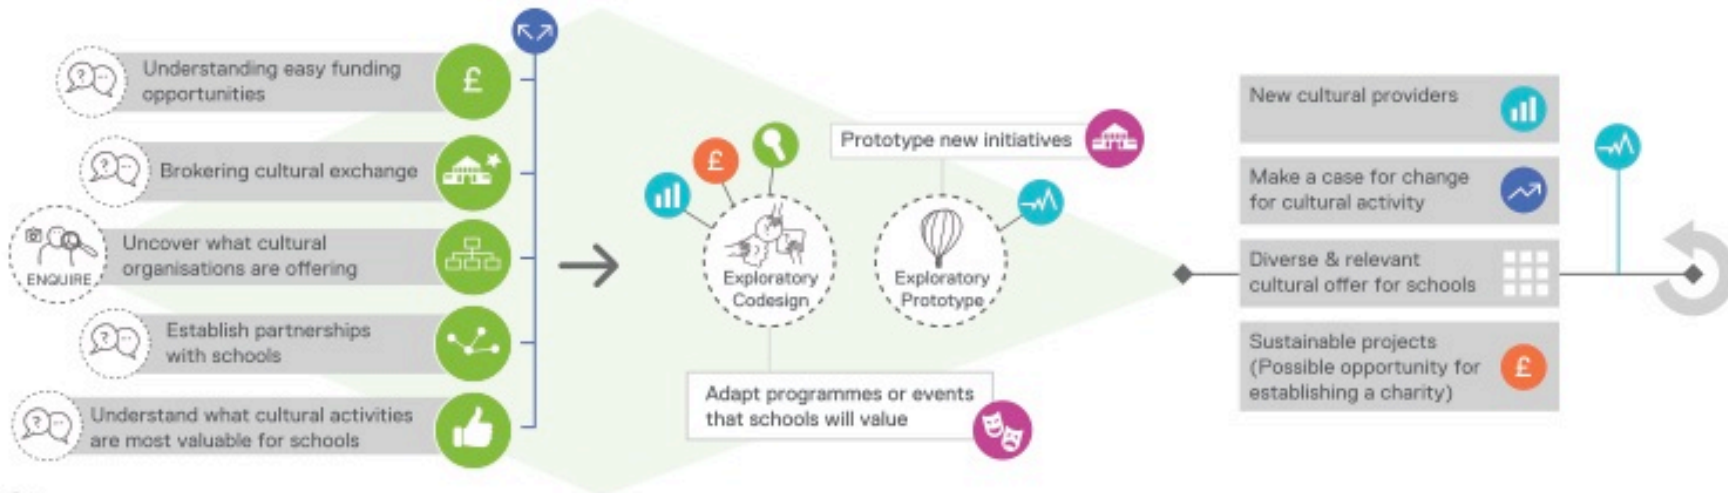 Understanding easy funding
opportunities
£
Brokering cultural exchange
ENQUIRE
Uncover what cultural
organisations are offering
Establish partnerships
with schools
Understand what cultural activities
are most valuable for schools
£
Exploratory
Codesign
Adapt programmes or events
that schools will value
Prototype new initiatives
Exploratory
Prototype
New cultural providers
Make a case for change
for cultural activity
Diverse & relevant
cultural offer for schools
Sustainable projects
(Possible opportunity for
establishing a charity)
£